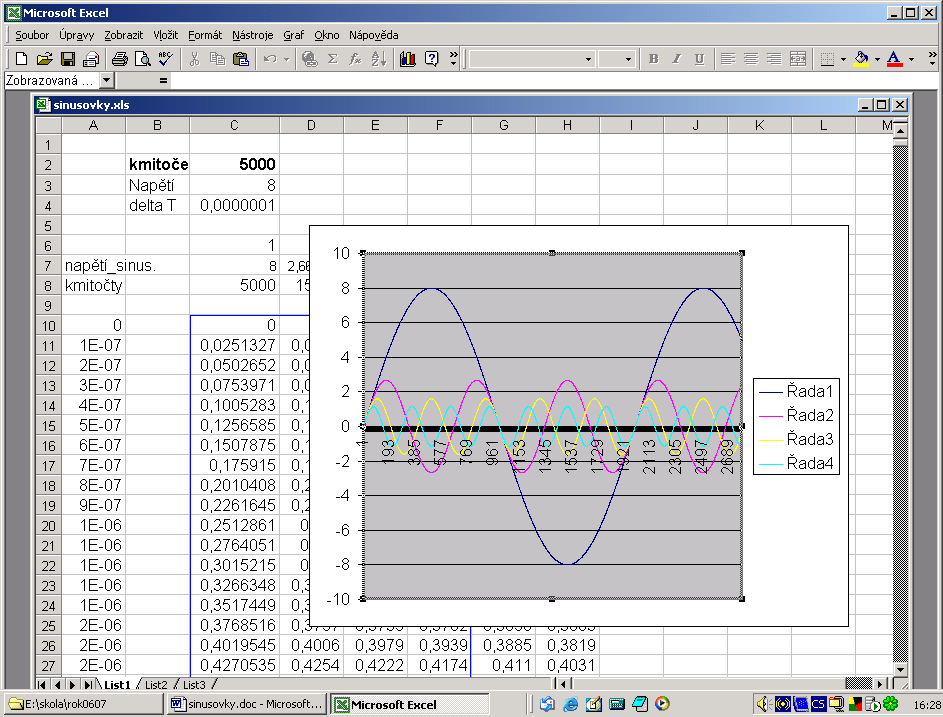 Microsoft Excel
Soubor Úpravy Zobrazit Vložit Formát Nástroje Graf Okno Nápověda
Zobrazovaná ... =
sinusovky.xls
A B C D E F G H I J K L M
1
2 kmitoče 5000
3 Napětí 8
4 delta T 0,0000001
5
6 1
7 napětí_sinus. 8 2,66
8 kmitočty 5000 15
9
10 0 0
11 1E-07 0,0251327 0,0
12 2E-07 0,0502652 0,0
13 3E-07 0,0753971 0,0
14 4E-07 0,1005283 0,1
15 5E-07 0,1256585 0,1
16 6E-07 0,1507875 0,1
17 7E-07 0,175915 0,1
18 8E-07 0,2010408 0,2
19 9E-07 0,2261645 0,2
20 1E-06 0,2512861 0
21 1E-06 0,2764051 0
22 1E-06 0,3015215 0
23 1E-06 0,3266348 0,3
24 1E-06 0,3517449 0,3
25 2E-06 0,3768516
26 2E-06 0,4019545 0,4006 0,3979 0,3939 0,3885 0,3819
27 2E-06 0,4270535 0,4254 0,4222 0,4174 0,411 0,4031
10
8
6
4
2
0
-2
-4
-6
-8
-10
1 193 385 577 769 961 1153 1345 1537 1729 1921 2113 2305 2497 2689
Řada1
Řada2
Řada3
Řada4
List1 List2 List3
E:\skola\rok0607 sinusovky.doc - Microsoft... Microsoft Excel CS 16:28